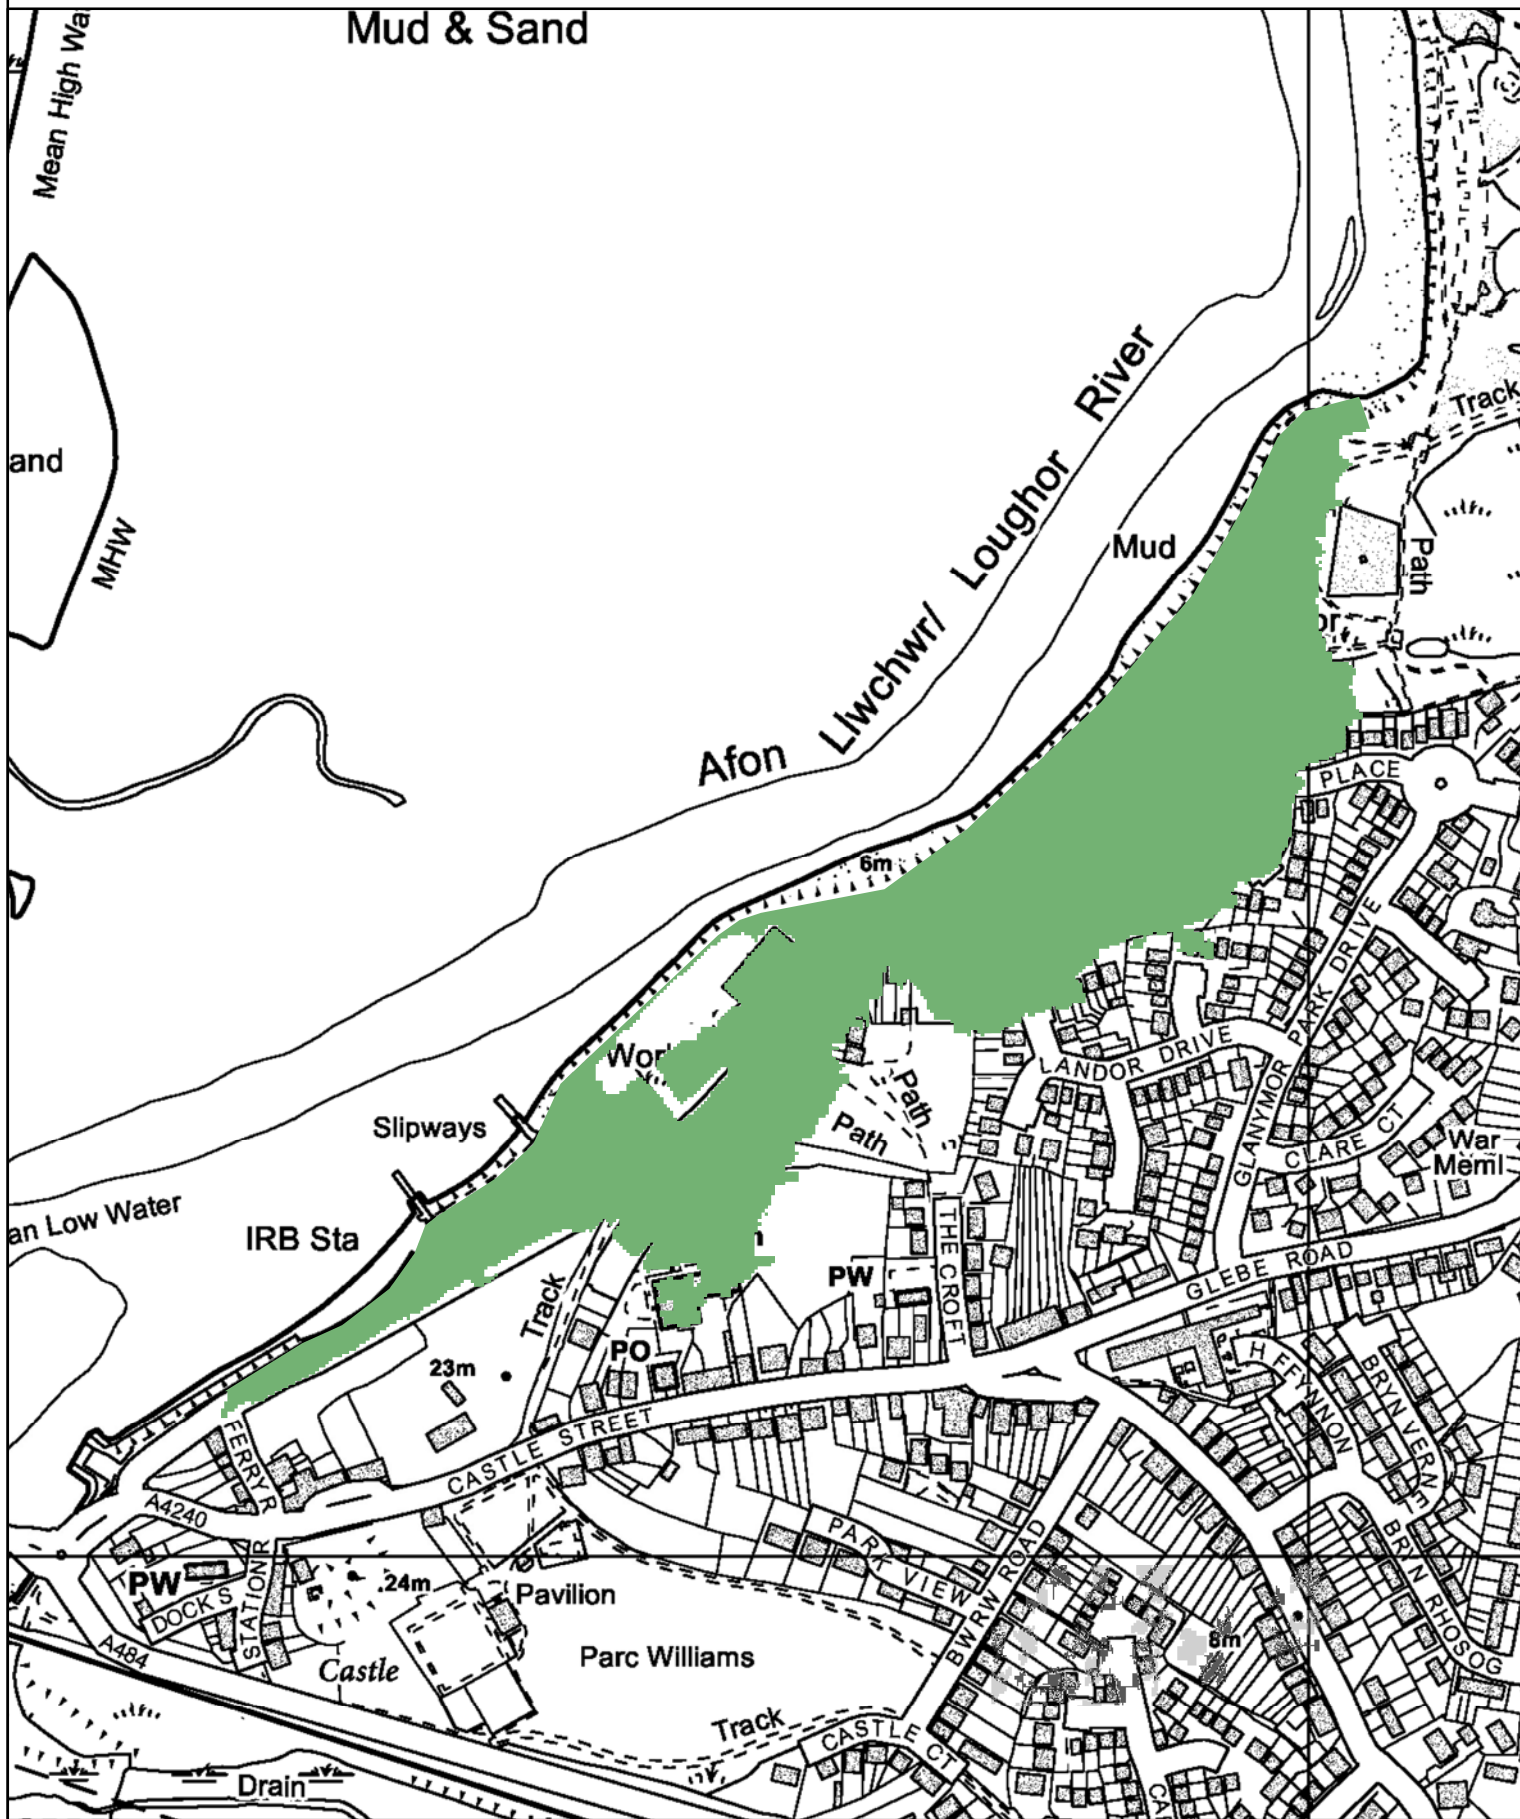 Mud & Sand
Mean High Wa
and
MHW
Afon Llwchwr/ Loughor River
Mud
Track
Path
6m
PLACE
GLANYMOR PARK DRIVE
Path
Path
LANDOR DRIVE
CLARE CT
War
Meml
Slipways
IRB Sta
an Low Water
Track
PO
PW
THE CROFT
GLEBE ROAD
23m
CASTLE STREET
FERRY R
A4240
STATION R
DOCK S
PW
A484
24m
Castle
Pavilion
Parc Williams
PARK VIEW
BWRW ROAD
H FFYNNON
BRYN VERN
BRYN RHOSOG
8m
Track
CASTLE CT
Drain